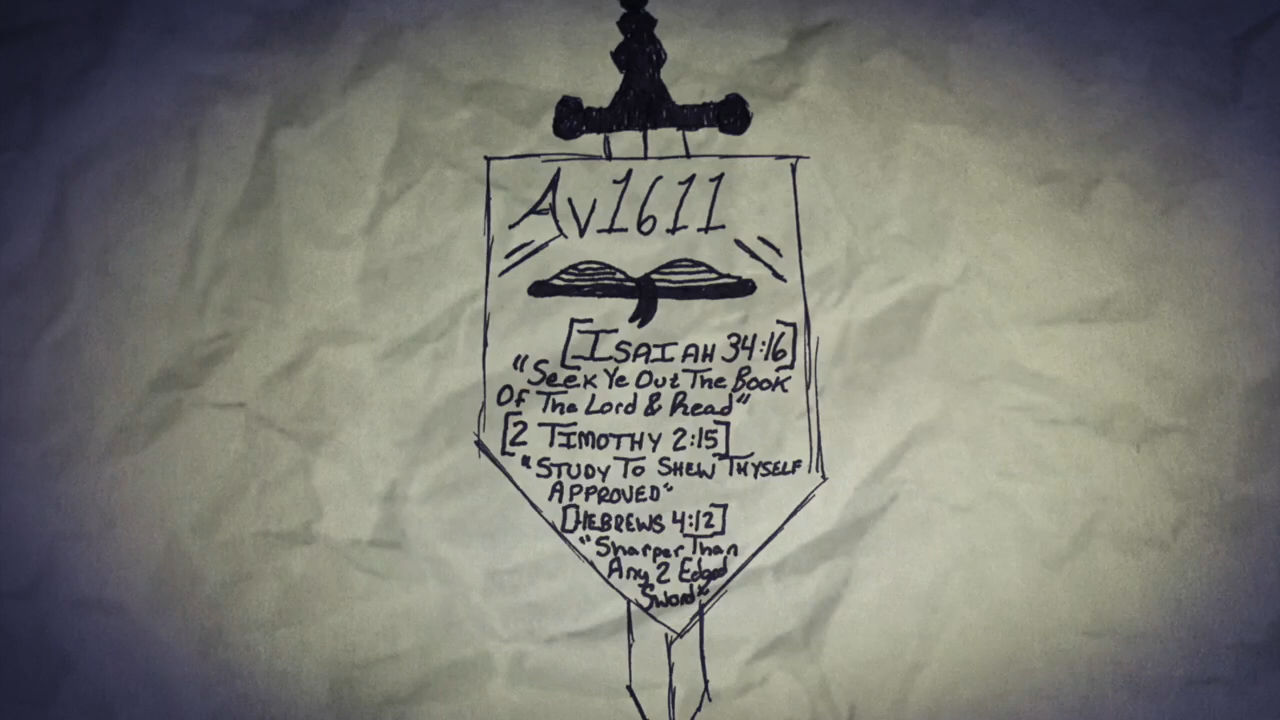 Av1611
[ISAIAH 34:16]
"Seek Ye Out The Book
Of The Lord & Read"
[2 TIMOTHY 2:15]
"STUDY TO SHEW THYSELF
APPROVED"
[HEBREWS 4:12]
"Sharper Than
Any 2 Edged
Sword"